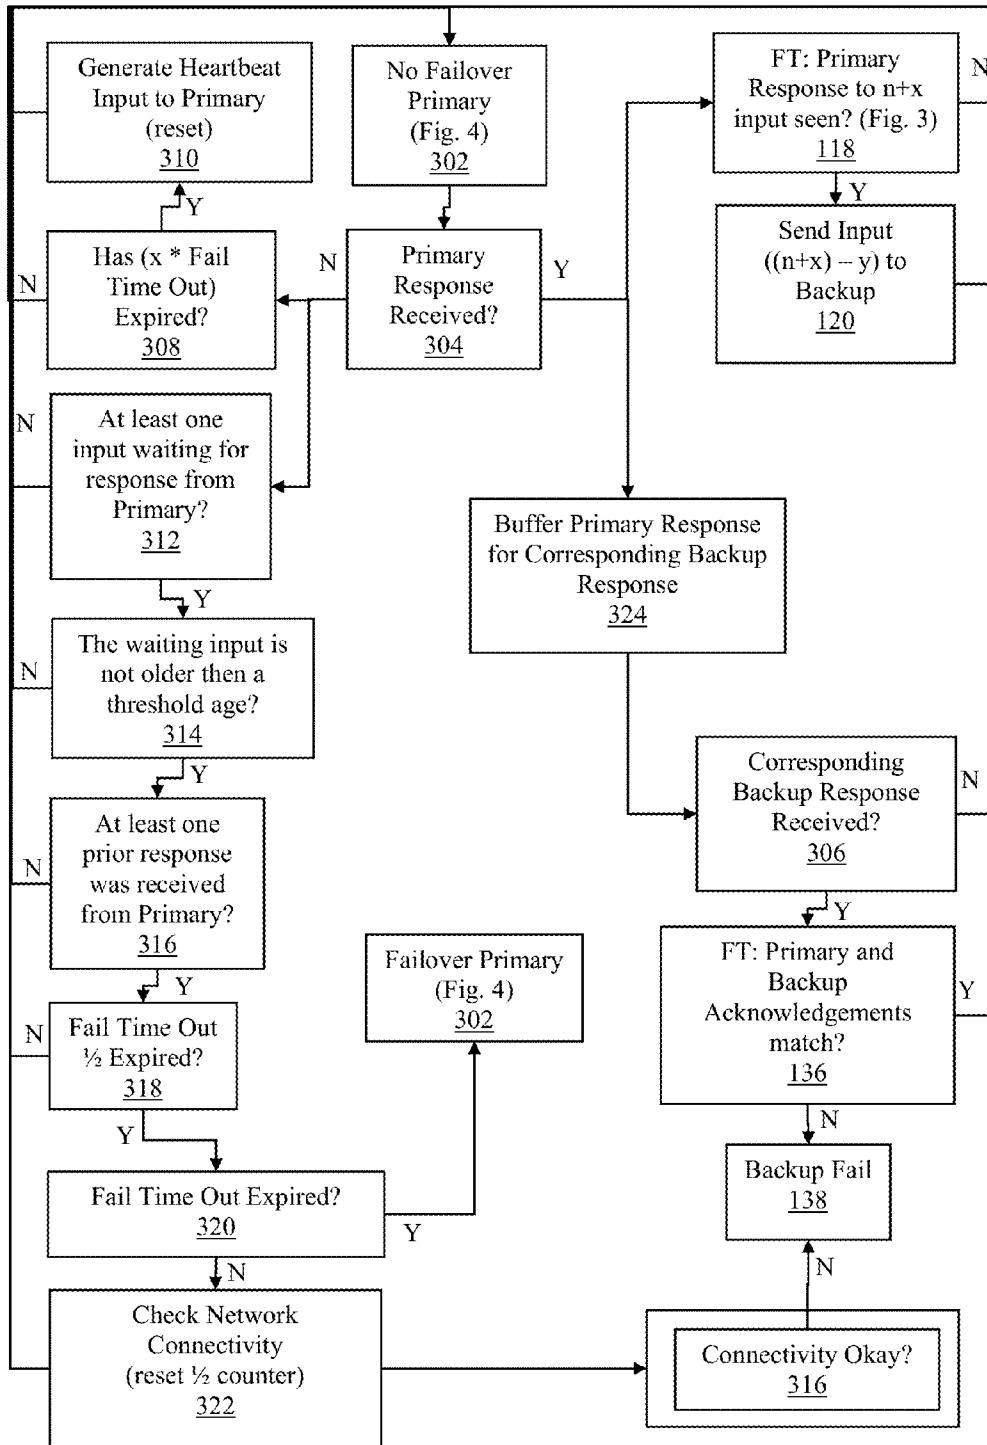 Generate Heartbeat
Input to Primary
(reset)
310
Y
No Failover
Primary
(Fig. 4)
302
FT: Primary
Response to n+x
input seen? (Fig. 3)
118
N
Y
Has (x * Fail
Time Out)
Expired?
308
N
N
Primary
Response
Received?
304
Y
Send Input
((n+x) – y) to
Backup
120
At least one
input waiting for
response from
Primary?
312
N
Y
Buffer Primary Response
for Corresponding Backup
Response
324
The waiting input is
not older then a
threshold age?
314
N
Y
Corresponding
Backup Response
Received?
306
N
Y
At least one
prior response
was received
from Primary?
316
N
Y
Failover Primary
(Fig. 4)
302
FT: Primary and
Backup
Acknowledgements
match?
136
Y
N
Fail Time Out
½ Expired?
318
N
Y
Fail Time Out Expired?
320
Y
N
Backup Fail
138
N
Check Network
Connectivity
(reset ½ counter)
322
Connectivity Okay?
316